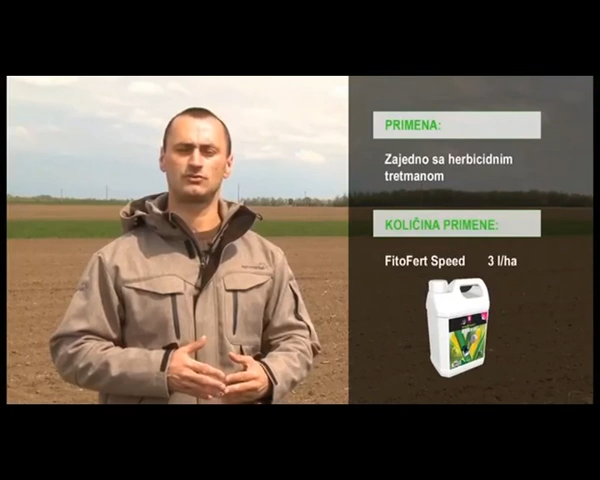 PRIMENA:
Zajedno sa herbicidnim
tretmanom
KOLIČINA PRIMENE:
FitoFert Speed 3 l/ha